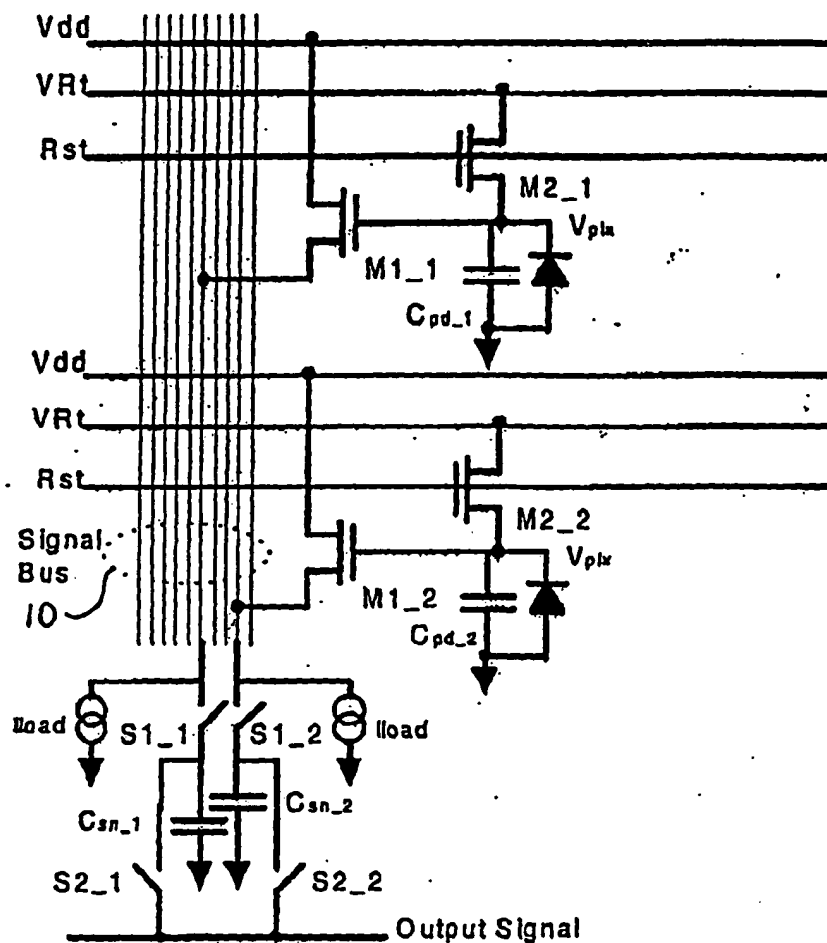 Vdd
VRt
Rst
M2_1
Vpix
M1_1
Cpd_1
Vdd
VRt
Rst
M2_2
Signal
Bus
Vpix
10
M1_2
Cpd_2
Iload
S1_1
S1_2
Iload
Csn_2
Csn_1
S2_1
S2_2
Output Signal